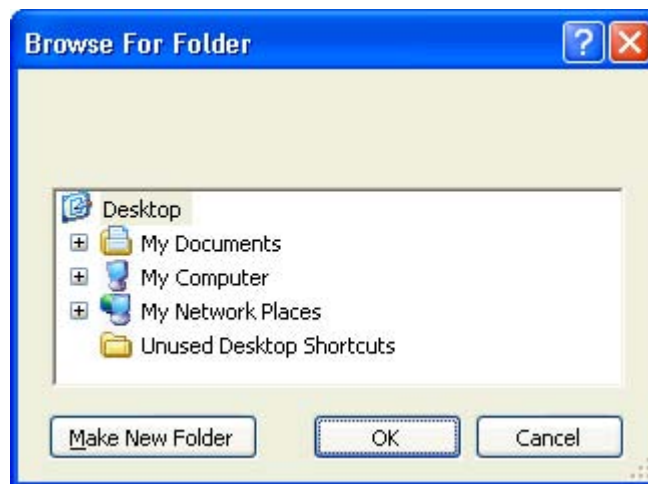 Browse For Folder
Desktop
My Documents
My Computer
My Network Places
Unused Desktop Shortcuts
Make New Folder OK Cancel